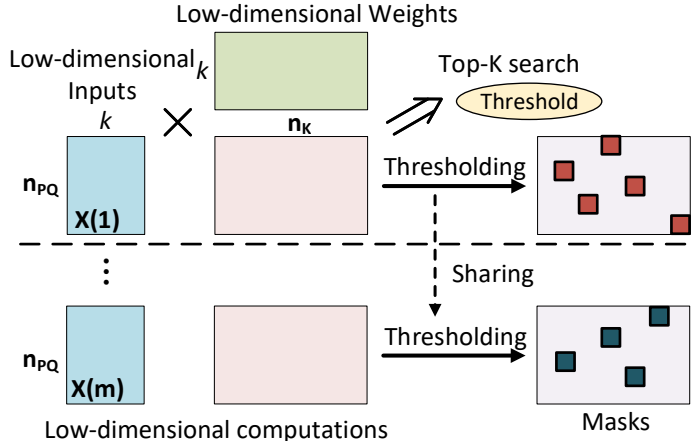 Low-dimensional Weights
Low-dimensional
Inputs
k
k
Top-K search
Threshold
n_K
n_PQ
X(1)
Thresholding
Sharing
⋮
n_PQ
X(m)
Thresholding
Low-dimensional computations
Masks